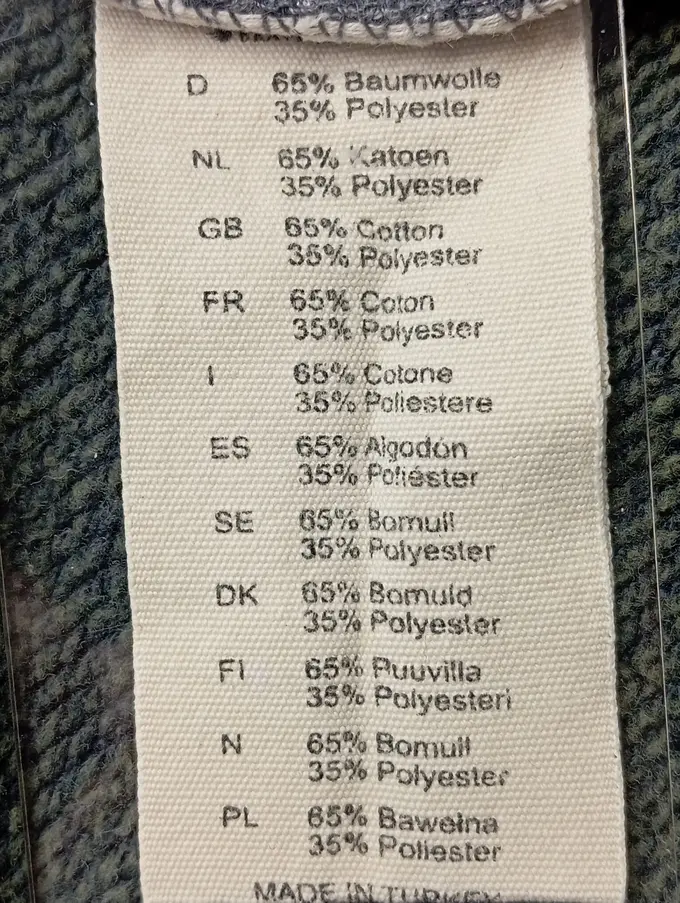 D 65% Baumwolle
35% Polyester
NL 65% Katoen
35% Polyester
GB 65% Cotton
35% Polyester
FR 65% Coton
35% Polyester
I 65% Cotone
35% Poliestere
ES 65% Algodón
35% Poliéster
SE 65% Bomull
35% Polyester
DK 65% Bomuld
35% Polyester
FI 65% Puuvilla
35% Polyesteri
N 65% Bomull
35% Polyester
PL 65% Bawełna
35% Poliester
MADE IN TURKEY